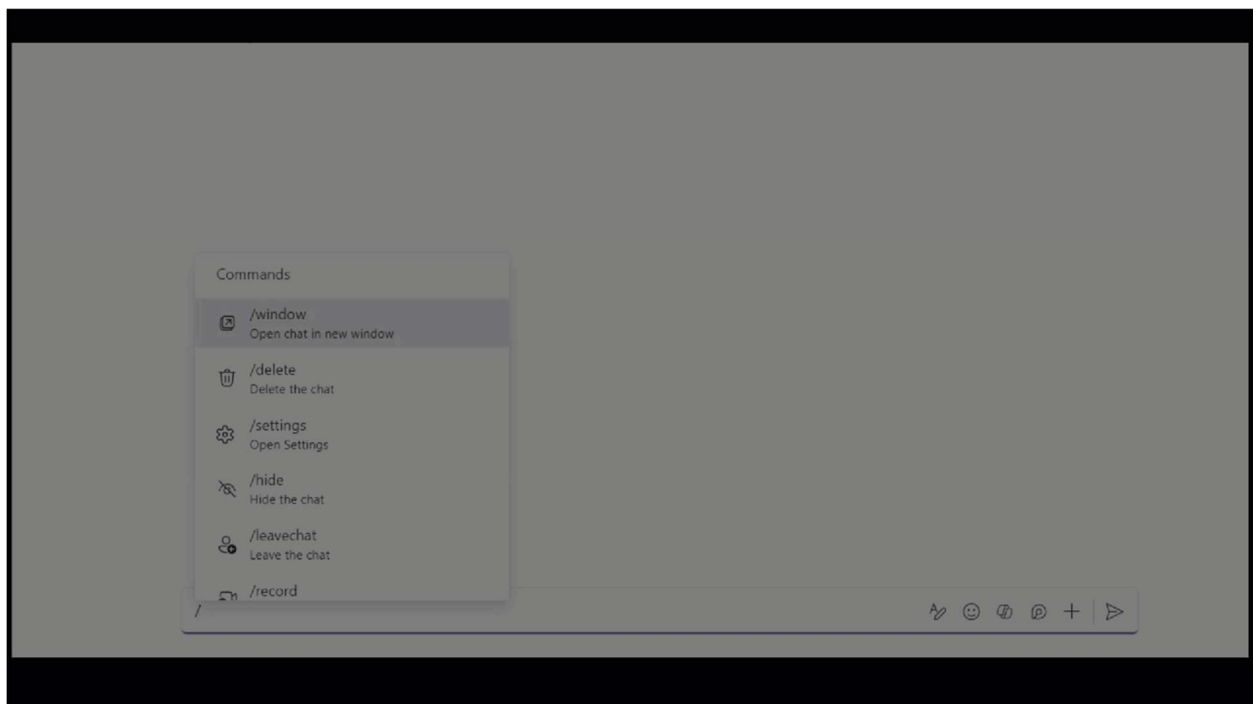 Commands
/window
Open chat in new window
/delete
Delete the chat
/settings
Open Settings
/hide
Hide the chat
/leavechat
Leave the chat
/record
/